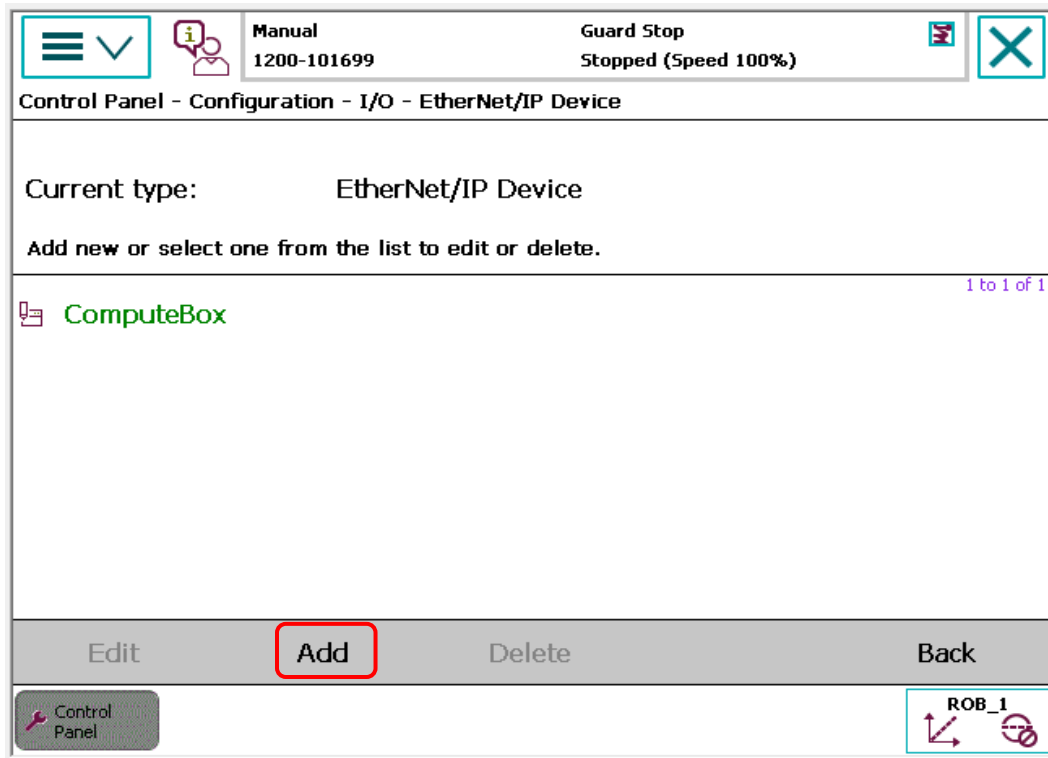 Manual
Guard Stop
1200-101699
Stopped (Speed 100%)
Control Panel - Configuration - I/O - EtherNet/IP Device
Current type: EtherNet/IP Device
Add new or select one from the list to edit or delete.
1 to 1 of 1
ComputeBox
Edit Add Delete Back
Control
Panel
ROB_1